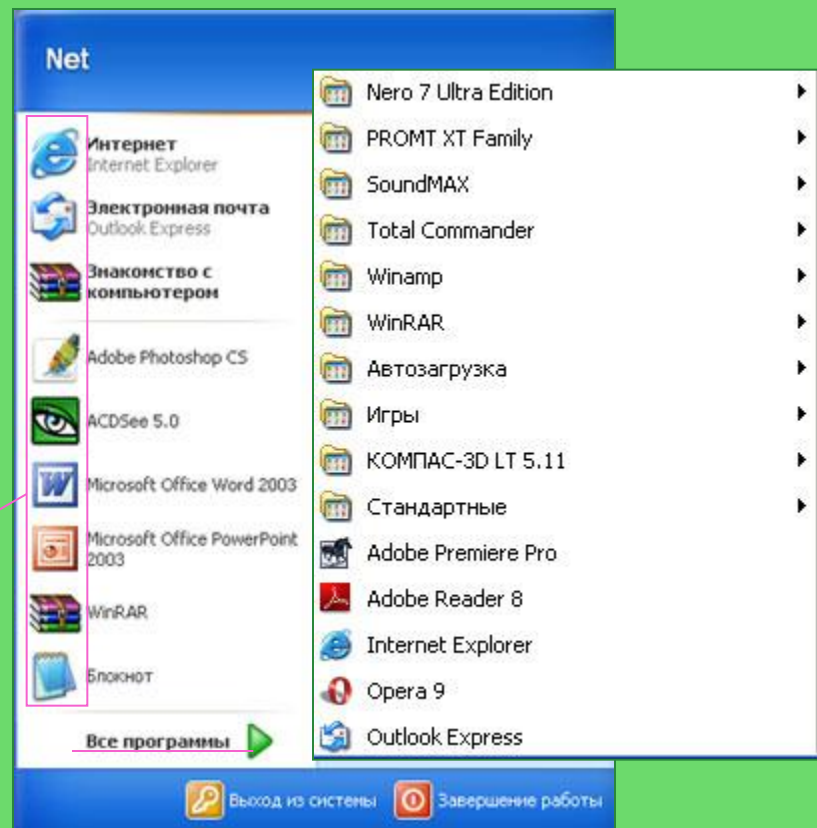 Net
Интернет
Internet Explorer
Электронная почта
Outlook Express
Знакомство с
компьютером
Adobe Photoshop CS
ACDSee 5.0
Microsoft Office Word 2003
Microsoft Office PowerPoint
2003
WinRAR
Блокнот
Все программы
Nero 7 Ultra Edition
PROMT XT Family
SoundMAX
Total Commander
Winamp
WinRAR
Автозагрузка
Игры
КОМПАС-3D LT 5.11
Стандартные
Adobe Premiere Pro
Adobe Reader 8
Internet Explorer
Opera 9
Outlook Express
Выход из системы
Завершение работы